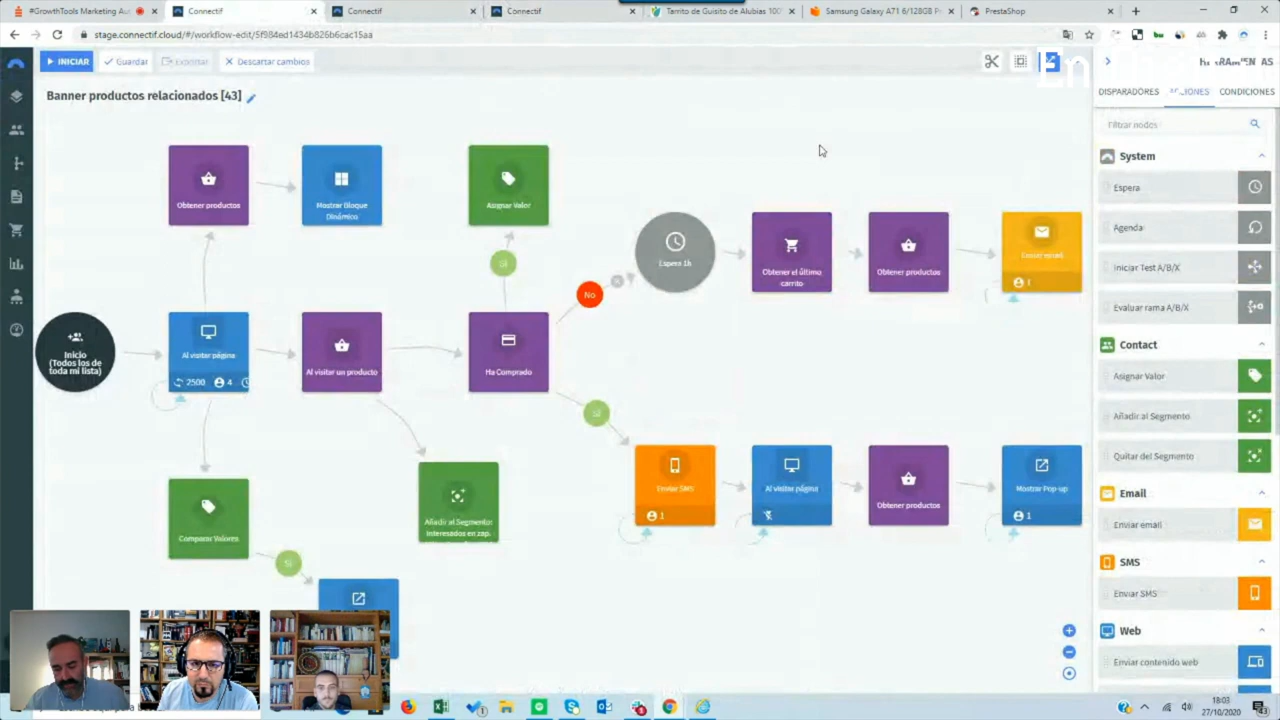 #GrowthTools Marketing Au
Connectif
Connectif
Connectif
Tarrito de Guisito de Alubias 100%
Samsung Galaxy A71 6/128GB P
PrestaShop
stage.connectif.cloud/#/workflow-edit/5f984ed1434b826b6cac15aa
INICIAR
Guardar
Exportar
Descartar cambios
Banner productos relacionados [43]
DISPARADORES
CONDICIONES
Filtrar nodos
System
Espera
Agenda
Iniciar Test A/B/X
Evaluar rama A/B/X
Contact
Asignar Valor
Añadir al Segmento
Quitar del Segmento
Email
Enviar email
SMS
Enviar SMS
Web
Enviar contenido web
Obtener productos
Mostrar Bloque
Dinámico
Asignar Valor
Sí
No
Espera 1h
Obtener el último
carrito
Obtener productos
Enviar email
1
Inicio
(Todos los de
toda mi lista)
Al visitar página
2500
4
Al visitar un producto
Ha Comprado
Sí
Enviar SMS
1
Al visitar página
Obtener productos
Mostrar Pop-up
1
Añadir al Segmento:
Interesados en zap.
Comparar Valores
Sí
18:03
27/10/2020